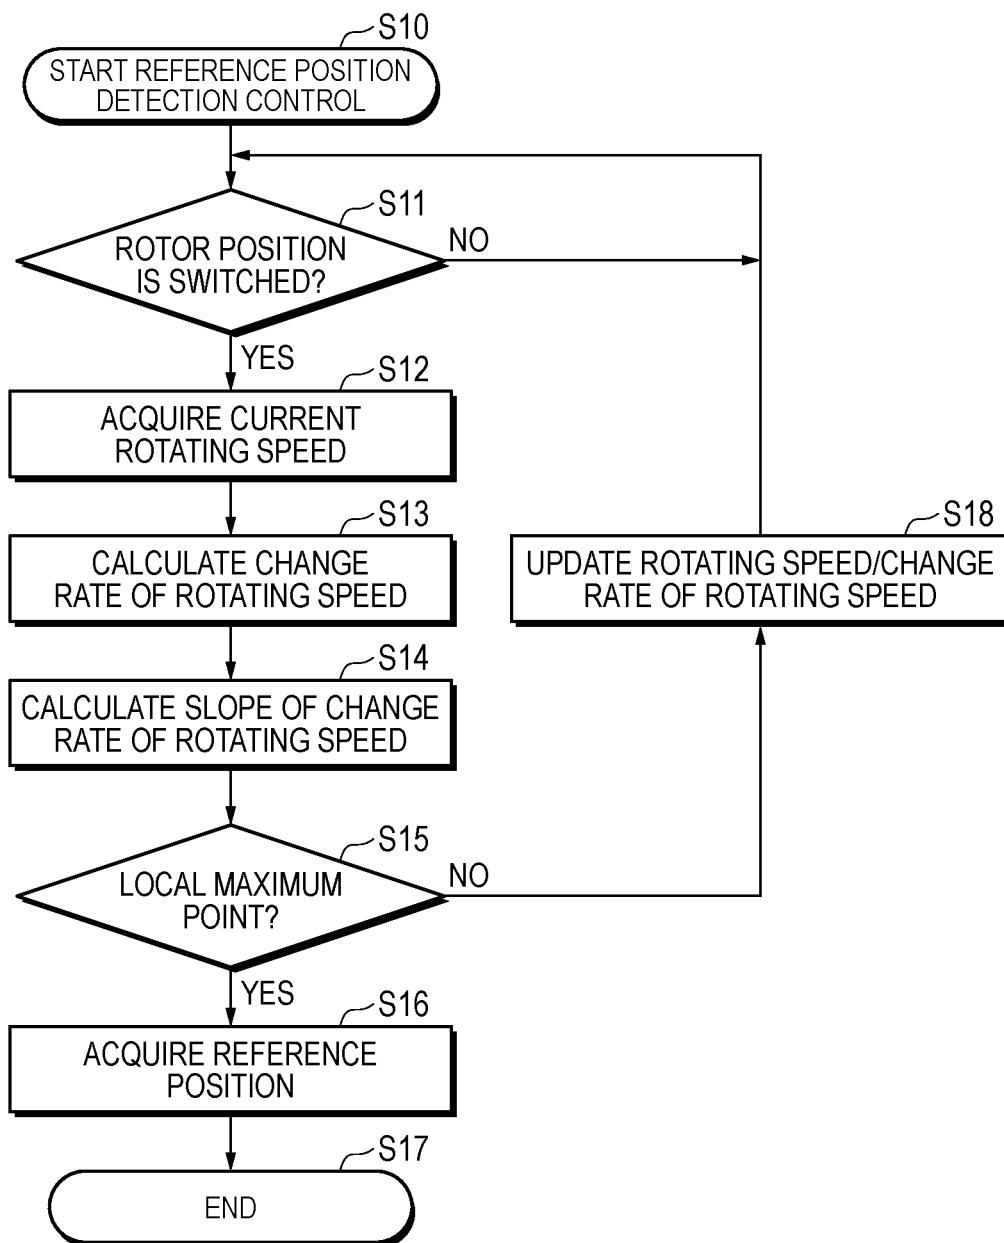 S10
START REFERENCE POSITION
DETECTION CONTROL
S11
ROTOR POSITION
IS SWITCHED?
NO
YES
S12
ACQUIRE CURRENT
ROTATING SPEED
S13
CALCULATE CHANGE
RATE OF ROTATING SPEED
S18
UPDATE ROTATING SPEED/CHANGE
RATE OF ROTATING SPEED
S14
CALCULATE SLOPE OF CHANGE
RATE OF ROTATING SPEED
S15
LOCAL MAXIMUM
POINT?
NO
YES
S16
ACQUIRE REFERENCE
POSITION
S17
END